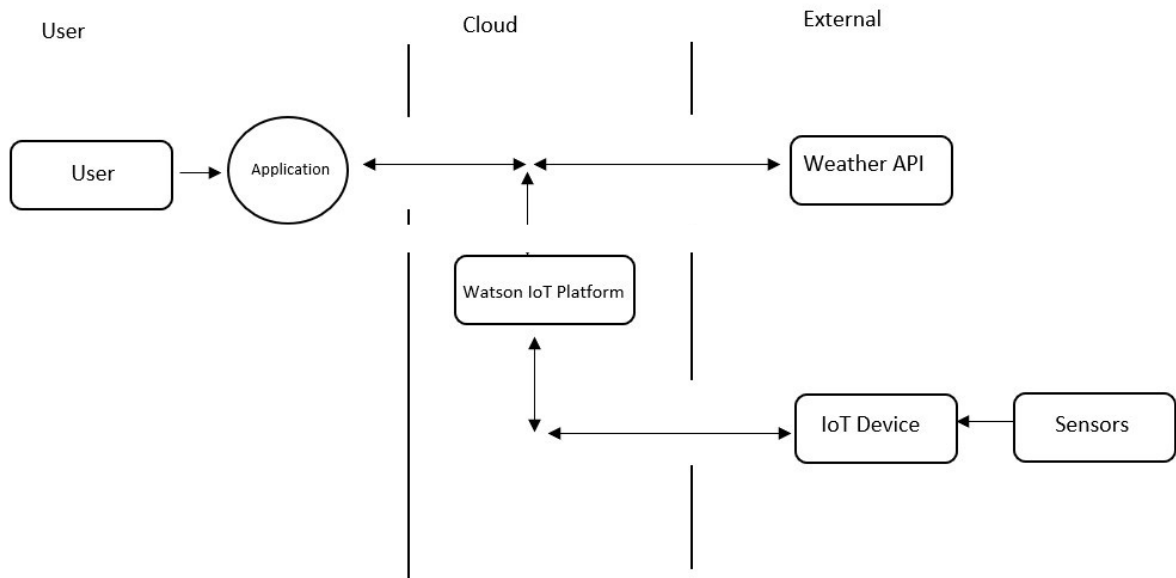 User
Cloud
External
User
Application
Weather API
Watson IoT Platform
IoT Device
Sensors